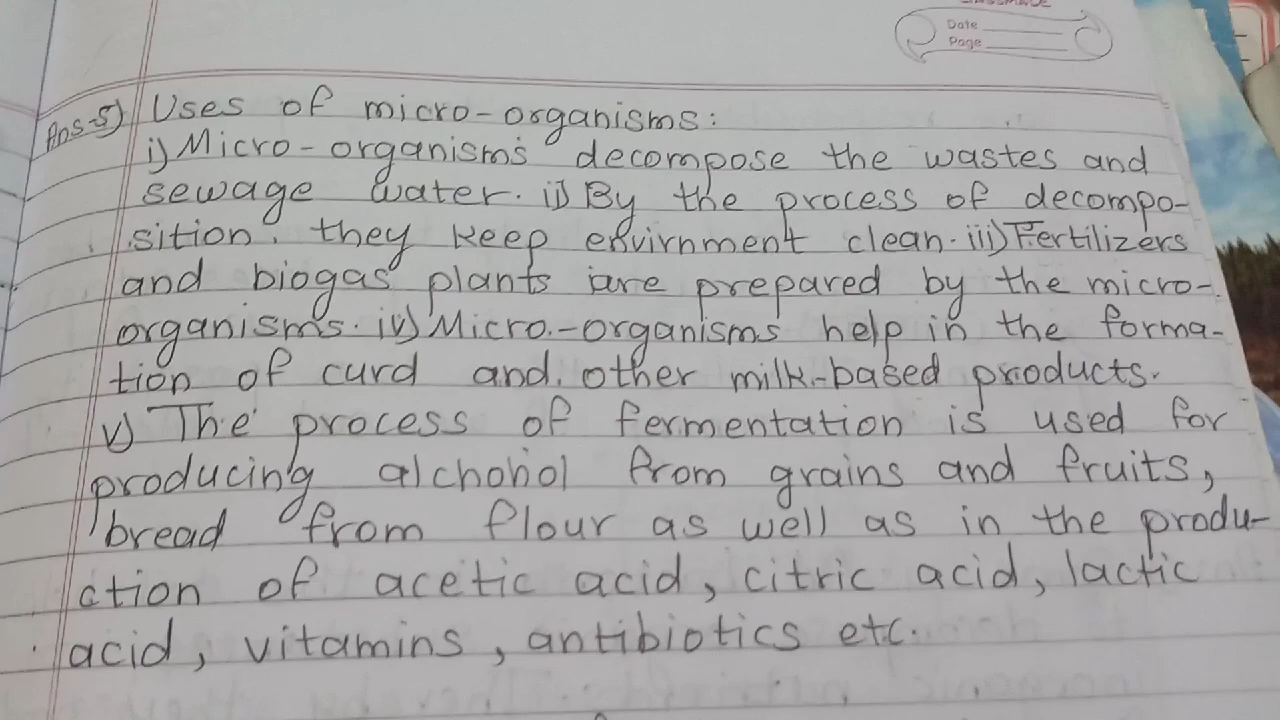 Date
Page
Ans-5) Uses of micro-organisms:
i) Micro-organisms decompose the wastes and
sewage water. ii) By the process of decompo-
sition, they keep envirnment clean. iii) Fertilizers
and biogas plants are prepared by the micro-
organisms. iv) Micro-organisms help in the forma-
tion of curd and other milk-based products.
v) The process of fermentation is used for
producing alchohol from grains and fruits,
bread from flour as well as in the produ-
ction of acetic acid, citric acid, lactic
acid, vitamins, antibiotics etc.